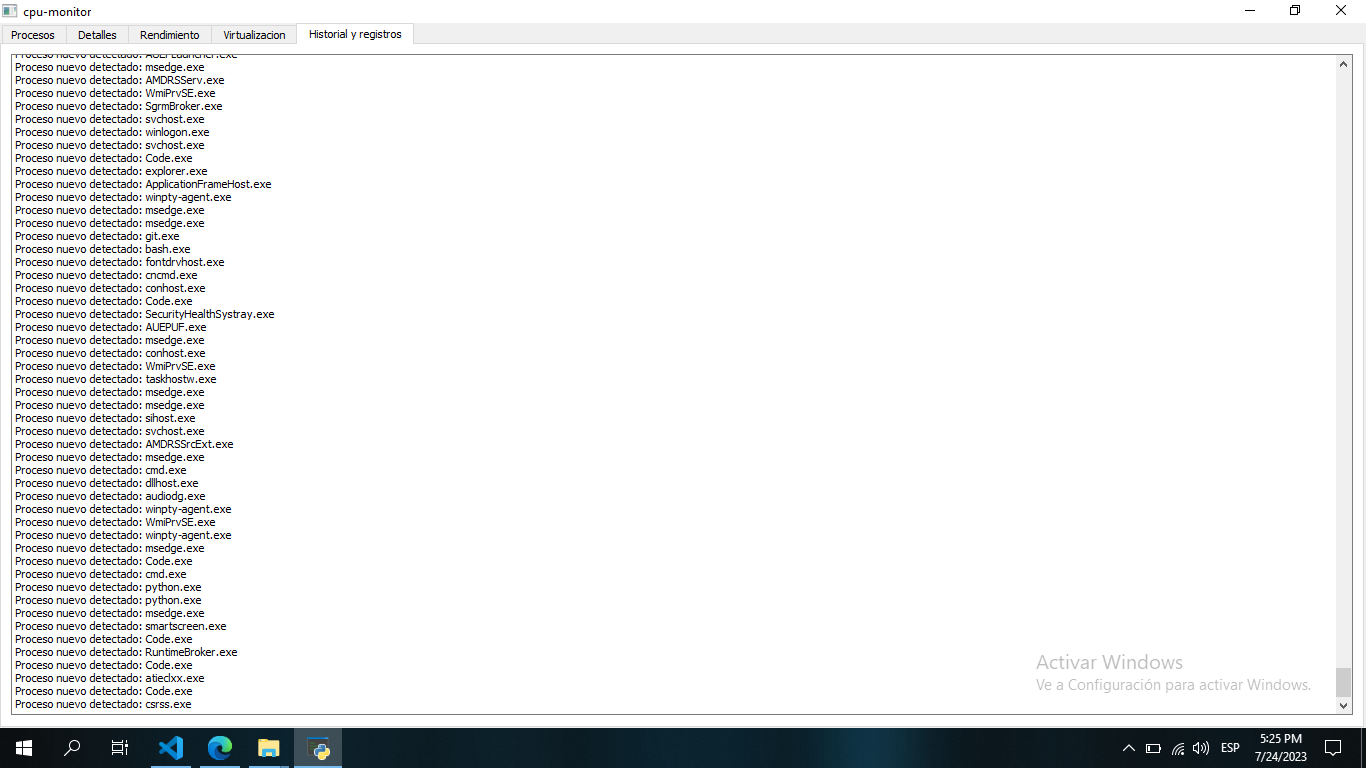 cpu-monitor
Procesos Detalles Rendimiento Virtualizacion Historial y registros
Proceso nuevo detectado: AUEPLauncher.exe
Proceso nuevo detectado: msedge.exe
Proceso nuevo detectado: AMDRSServ.exe
Proceso nuevo detectado: WmiPrvSE.exe
Proceso nuevo detectado: SgrmBroker.exe
Proceso nuevo detectado: svchost.exe
Proceso nuevo detectado: winlogon.exe
Proceso nuevo detectado: svchost.exe
Proceso nuevo detectado: Code.exe
Proceso nuevo detectado: explorer.exe
Proceso nuevo detectado: ApplicationFrameHost.exe
Proceso nuevo detectado: winpty-agent.exe
Proceso nuevo detectado: msedge.exe
Proceso nuevo detectado: msedge.exe
Proceso nuevo detectado: git.exe
Proceso nuevo detectado: bash.exe
Proceso nuevo detectado: fontdrvhost.exe
Proceso nuevo detectado: cncmd.exe
Proceso nuevo detectado: conhost.exe
Proceso nuevo detectado: Code.exe
Proceso nuevo detectado: SecurityHealthSystray.exe
Proceso nuevo detectado: AUEPUF.exe
Proceso nuevo detectado: msedge.exe
Proceso nuevo detectado: conhost.exe
Proceso nuevo detectado: WmiPrvSE.exe
Proceso nuevo detectado: taskhostw.exe
Proceso nuevo detectado: msedge.exe
Proceso nuevo detectado: msedge.exe
Proceso nuevo detectado: sihost.exe
Proceso nuevo detectado: svchost.exe
Proceso nuevo detectado: AMDRSSrcExt.exe
Proceso nuevo detectado: msedge.exe
Proceso nuevo detectado: cmd.exe
Proceso nuevo detectado: dllhost.exe
Proceso nuevo detectado: audiodg.exe
Proceso nuevo detectado: winpty-agent.exe
Proceso nuevo detectado: WmiPrvSE.exe
Proceso nuevo detectado: winpty-agent.exe
Proceso nuevo detectado: msedge.exe
Proceso nuevo detectado: Code.exe
Proceso nuevo detectado: cmd.exe
Proceso nuevo detectado: python.exe
Proceso nuevo detectado: python.exe
Proceso nuevo detectado: msedge.exe
Proceso nuevo detectado: smartscreen.exe
Proceso nuevo detectado: Code.exe
Proceso nuevo detectado: RuntimeBroker.exe
Proceso nuevo detectado: Code.exe
Proceso nuevo detectado: atieclxx.exe
Proceso nuevo detectado: Code.exe
Proceso nuevo detectado: csrss.exe
Activar Windows
Ve a Configuración para activar Windows.
ESP
5:25 PM
7/24/2023